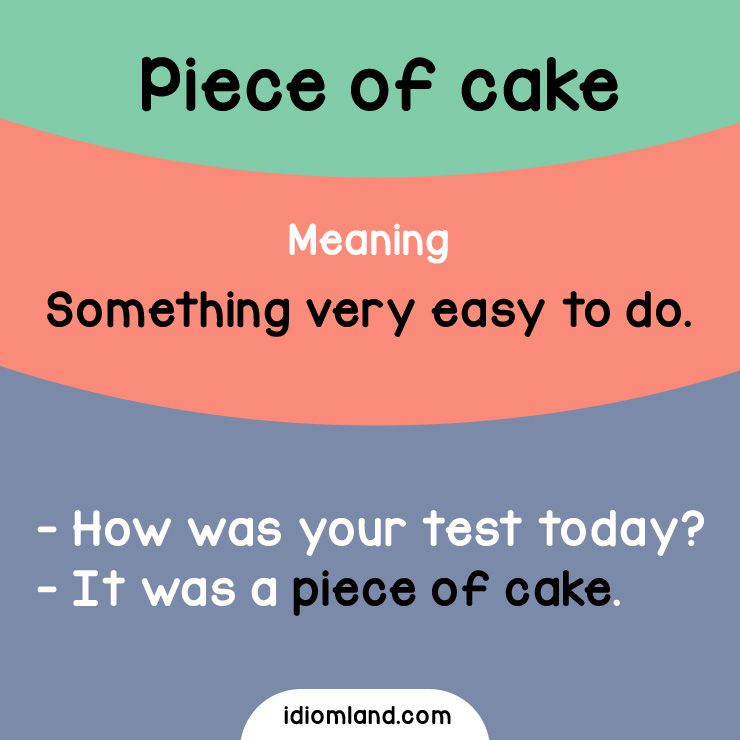 Piece of cake
Meaning
Something very easy to do.
- How was your test today?
- It was a piece of cake.
idiomland.com